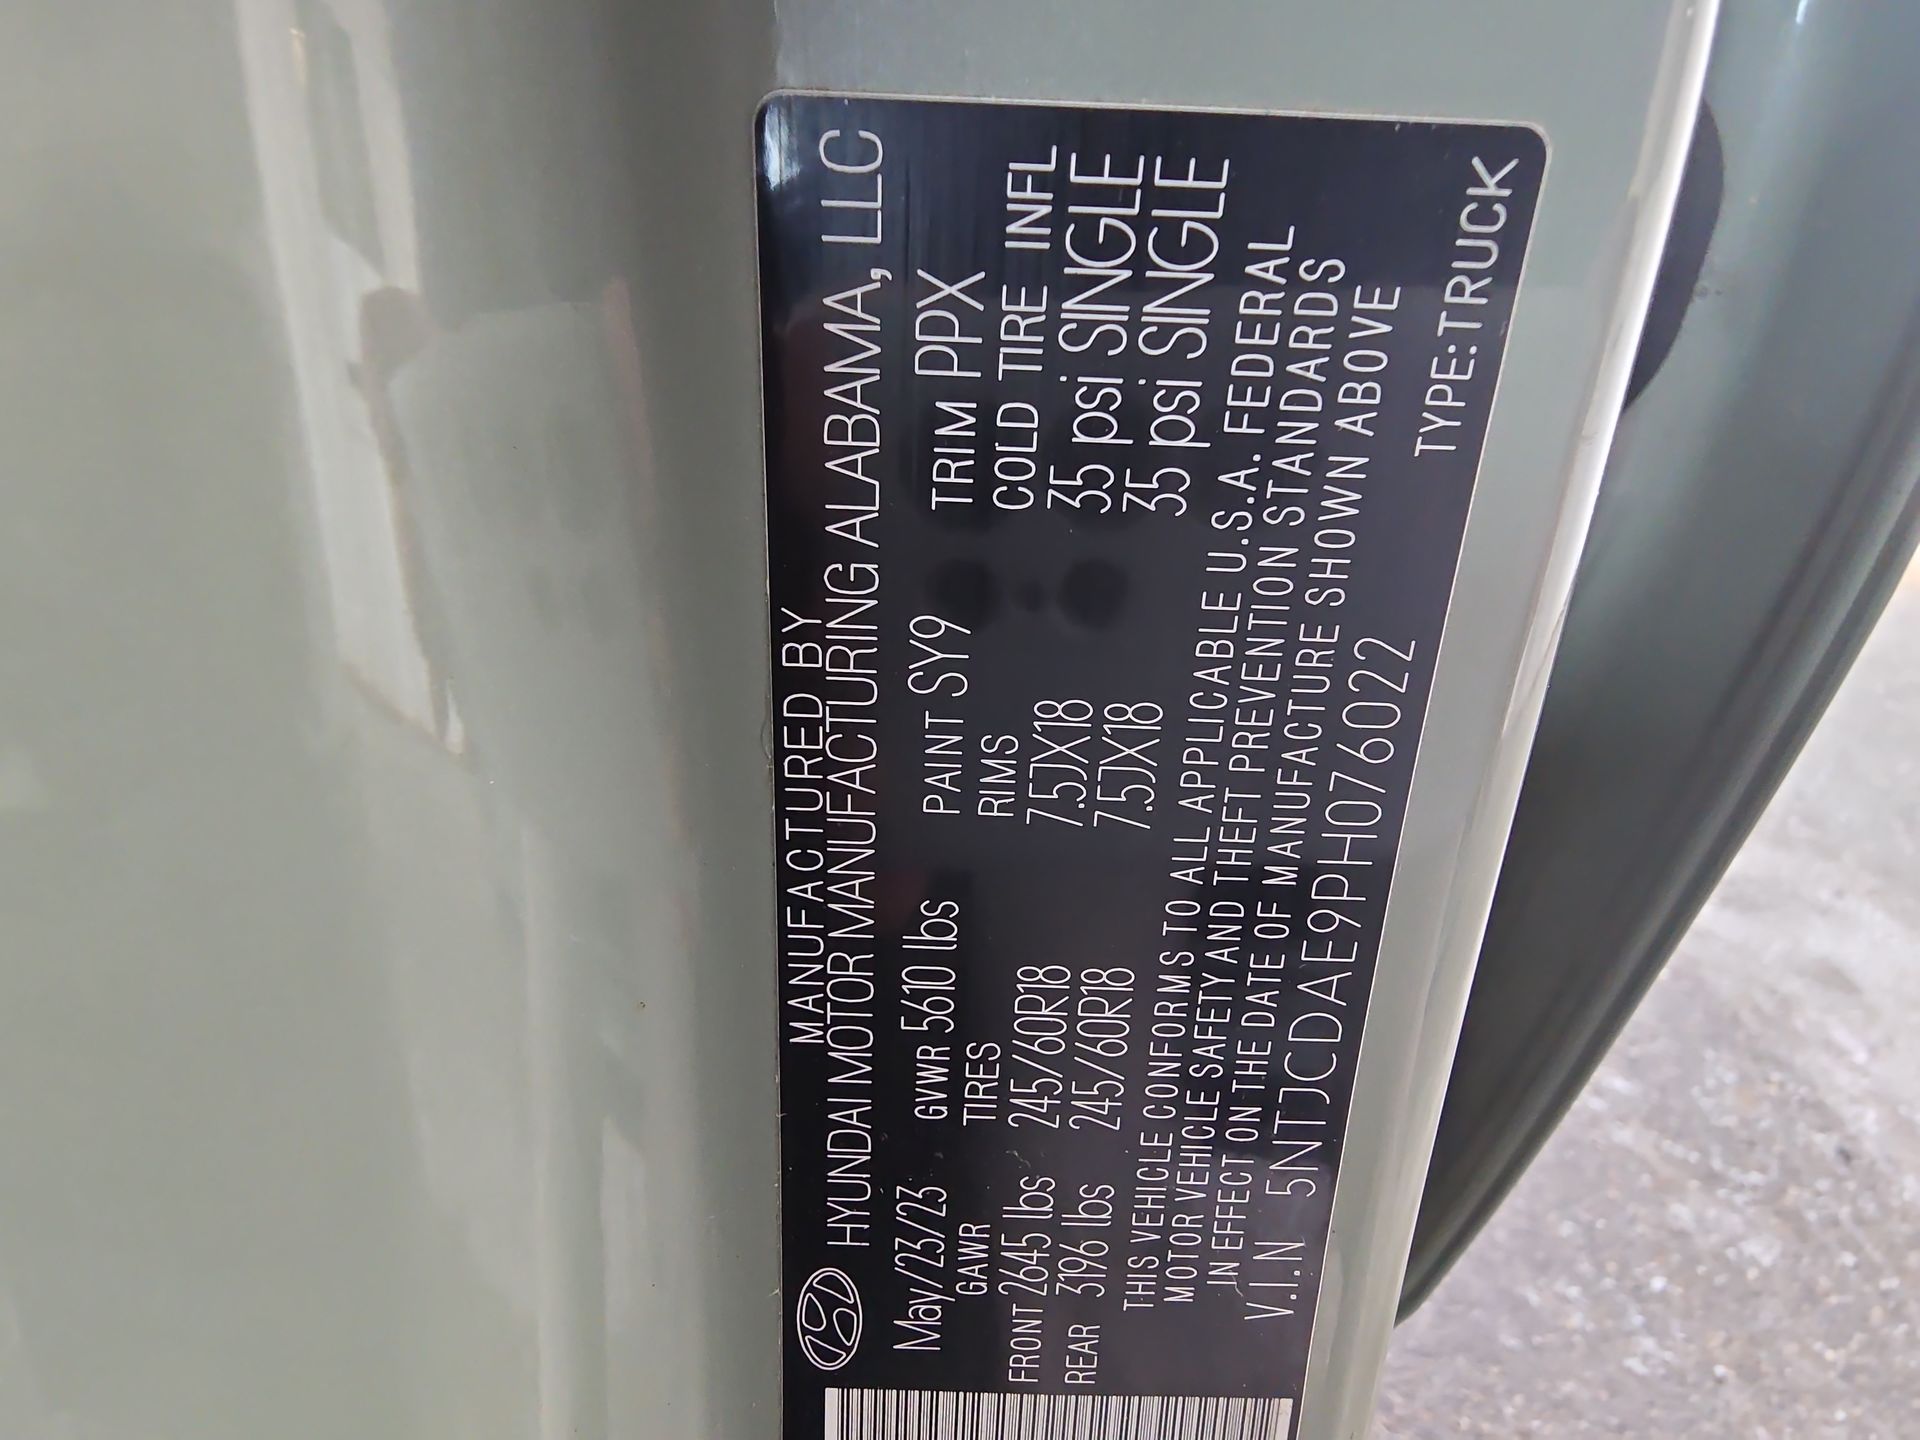 MANUFACTURED BY
HYUNDAI MOTOR MANUFACTURING ALABAMA, LLC
May/23/23 GVWR 5610 lbs PAINT SY9 TRIM PPX
GAWR TIRES RIMS COLD TIRE INFL
FRONT 2645 lbs 245/60R18 7.5JX18 35 psi SINGLE
REAR 3196 lbs 245/60R18 7.5JX18 35 psi SINGLE
THIS VEHICLE CONFORMS TO ALL APPLICABLE U.S.A. FEDERAL
MOTOR VEHICLE SAFETY AND THEFT PREVENTION STANDARDS
IN EFFECT ON THE DATE OF MANUFACTURE SHOWN ABOVE
V.I.N 5NTJCDAE9PH076022 TYPE:TRUCK